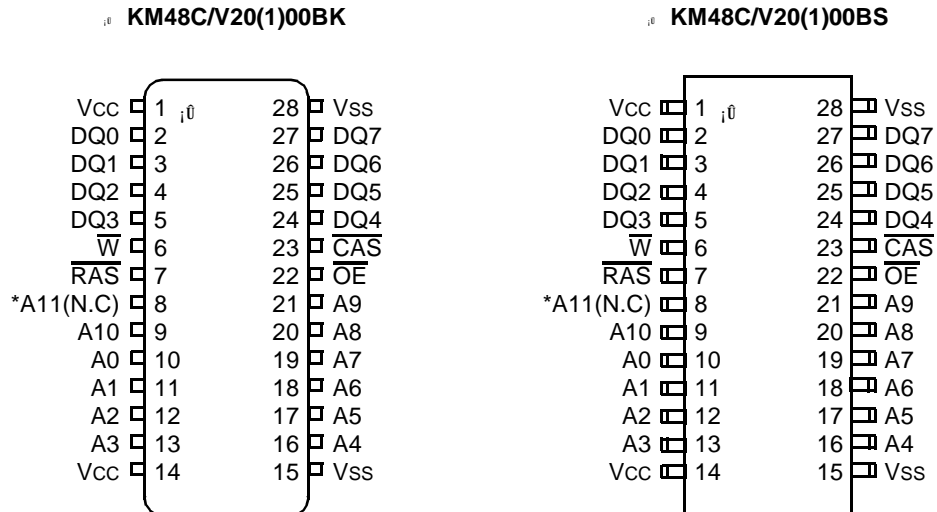 ¡Ü KM48C/V20(1)00BK
Vcc 1 ¡Û 28 Vss
DQ0 2 27 DQ7
DQ1 3 26 DQ6
DQ2 4 25 DQ5
DQ3 5 24 DQ4
W 6 23 CAS
RAS 7 22 OE
*A11(N.C) 8 21 A9
A10 9 20 A8
A0 10 19 A7
A1 11 18 A6
A2 12 17 A5
A3 13 16 A4
Vcc 14 15 Vss
¡Ü KM48C/V20(1)00BS
Vcc 1 ¡Û 28 Vss
DQ0 2 27 DQ7
DQ1 3 26 DQ6
DQ2 4 25 DQ5
DQ3 5 24 DQ4
W 6 23 CAS
RAS 7 22 OE
*A11(N.C) 8 21 A9
A10 9 20 A8
A0 10 19 A7
A1 11 18 A6
A2 12 17 A5
A3 13 16 A4
Vcc 14 15 Vss